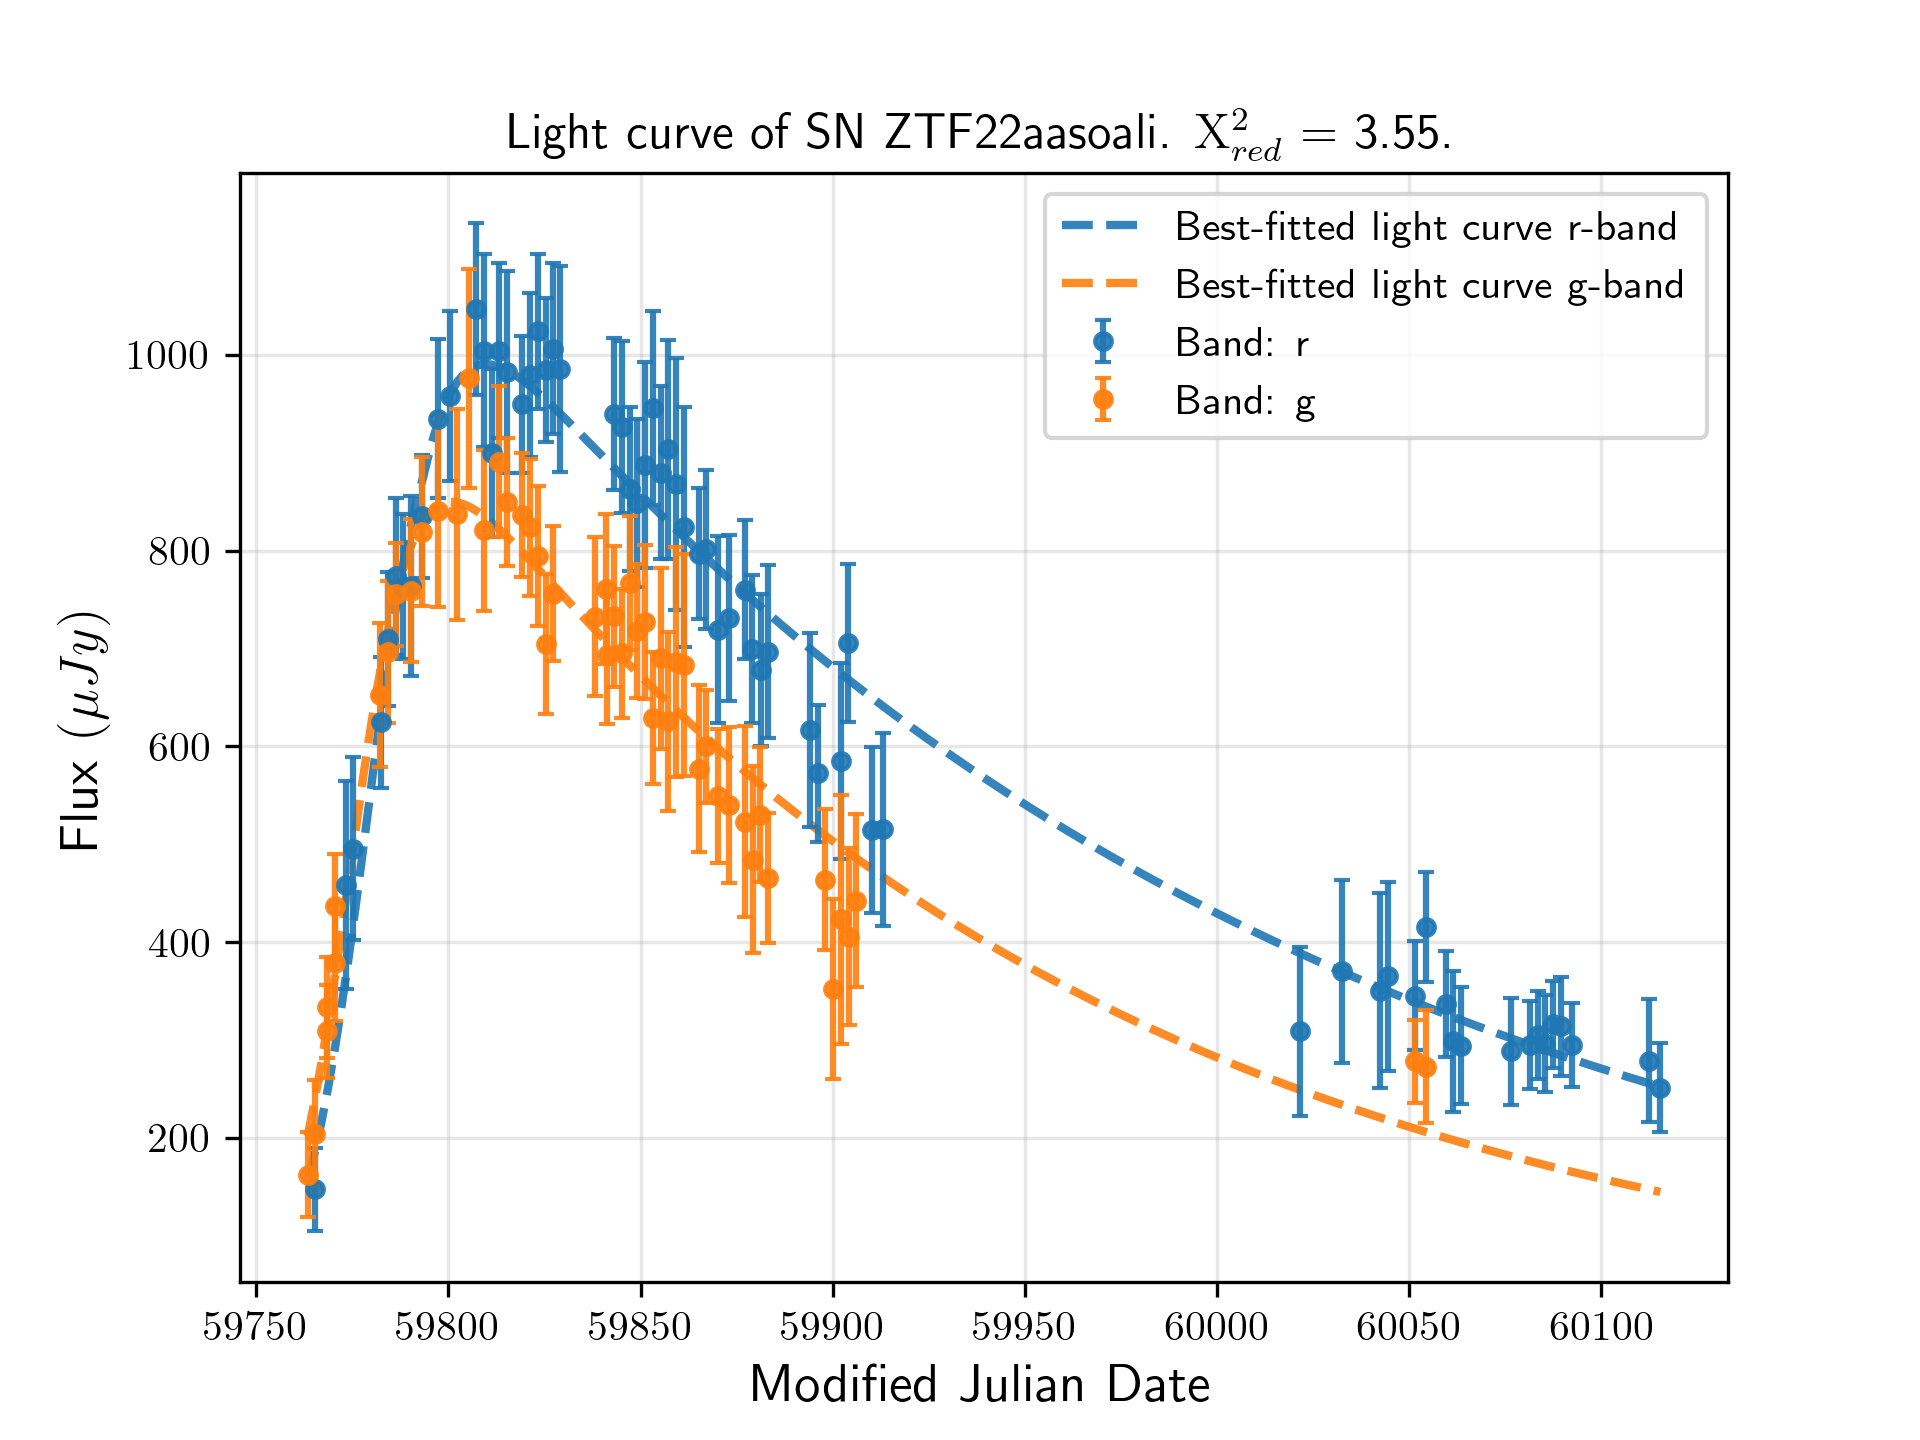 Light curve of SN ZTF22aasoali. X²_red = 3.55.
Best-fitted light curve r-band
Best-fitted light curve g-band
Band: r
Band: g
Flux (μJy)
1000
800
600
400
200
59750 59800 59850 59900 59950 60000 60050 60100
Modified Julian Date